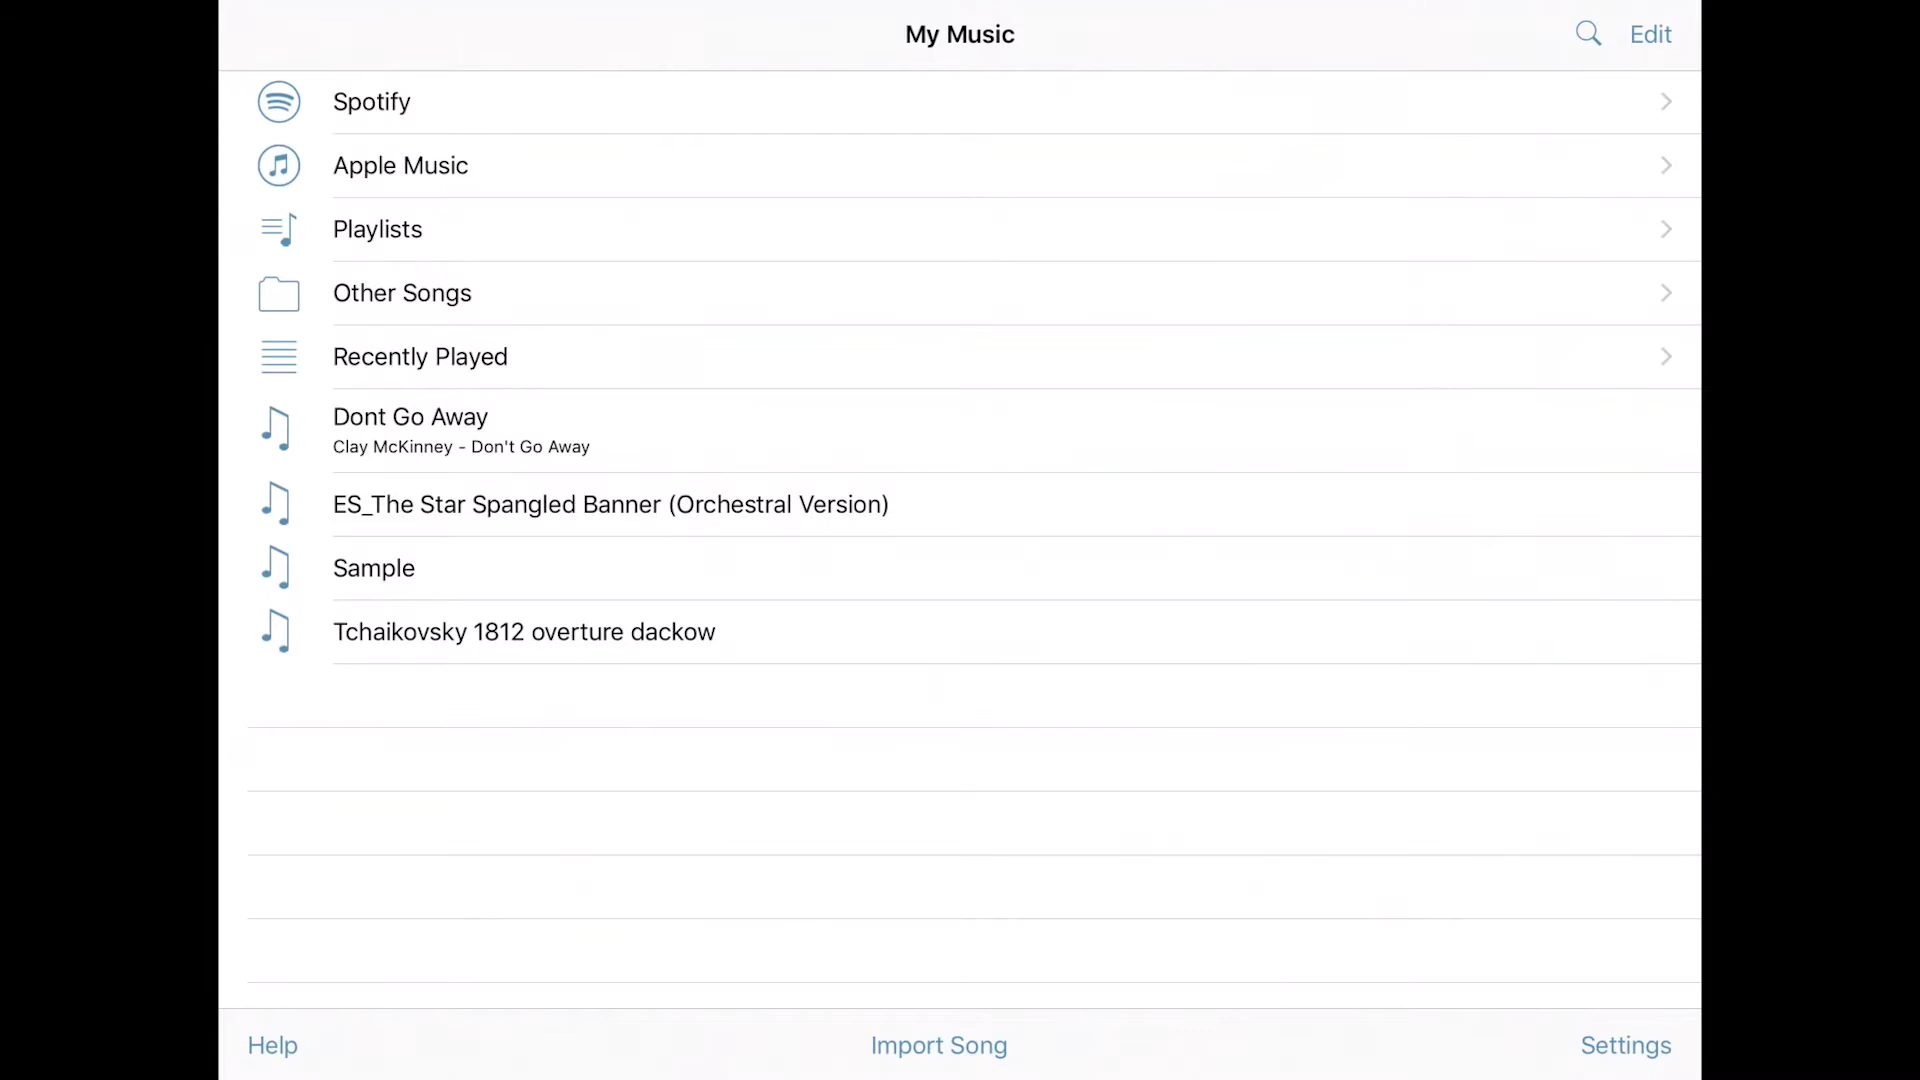 My Music
Edit
Spotify
Apple Music
Playlists
Other Songs
Recently Played
Dont Go Away
Clay McKinney - Don't Go Away
ES_The Star Spangled Banner (Orchestral Version)
Sample
Tchaikovsky 1812 overture dackow
Help
Import Song
Settings